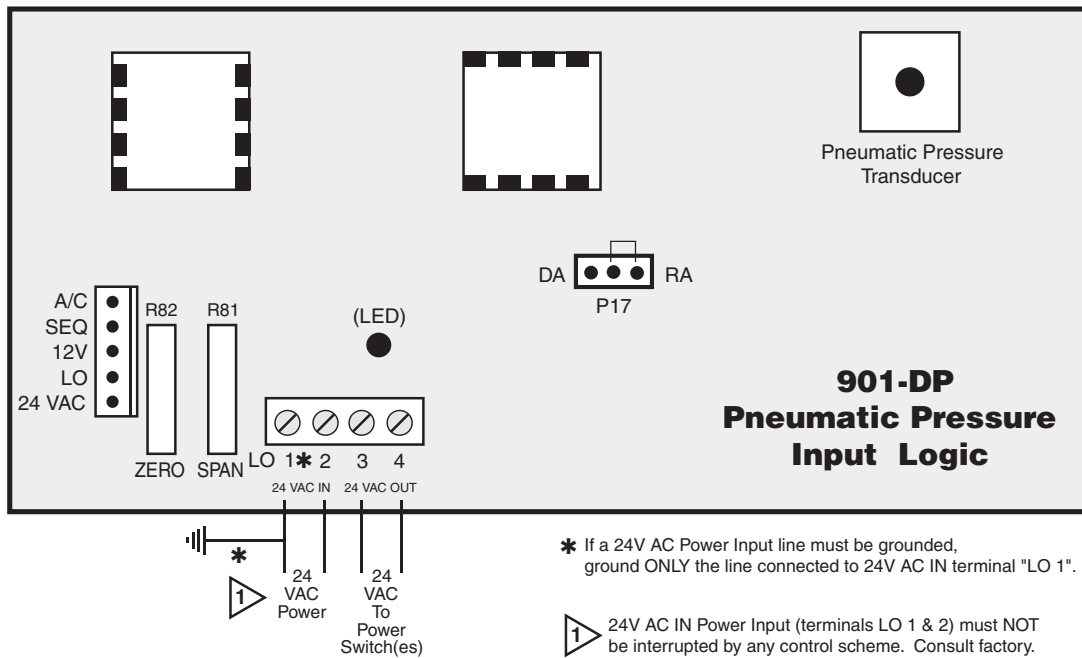 Pneumatic Pressure
Transducer
DA RA
P17
A/C
SEQ
12V
LO
24 VAC
R82 R81
(LED)
ZERO SPAN
LO 1✱ 2 3 4
24 VAC IN 24 VAC OUT
901-DP
Pneumatic Pressure
Input Logic
✱
1
24
VAC
Power
24
VAC
To
Power
Switch(es)
✱ If a 24V AC Power Input line must be grounded,
ground ONLY the line connected to 24V AC IN terminal "LO 1".
1 24V AC IN Power Input (terminals LO 1 & 2) must NOT
be interrupted by any control scheme. Consult factory.